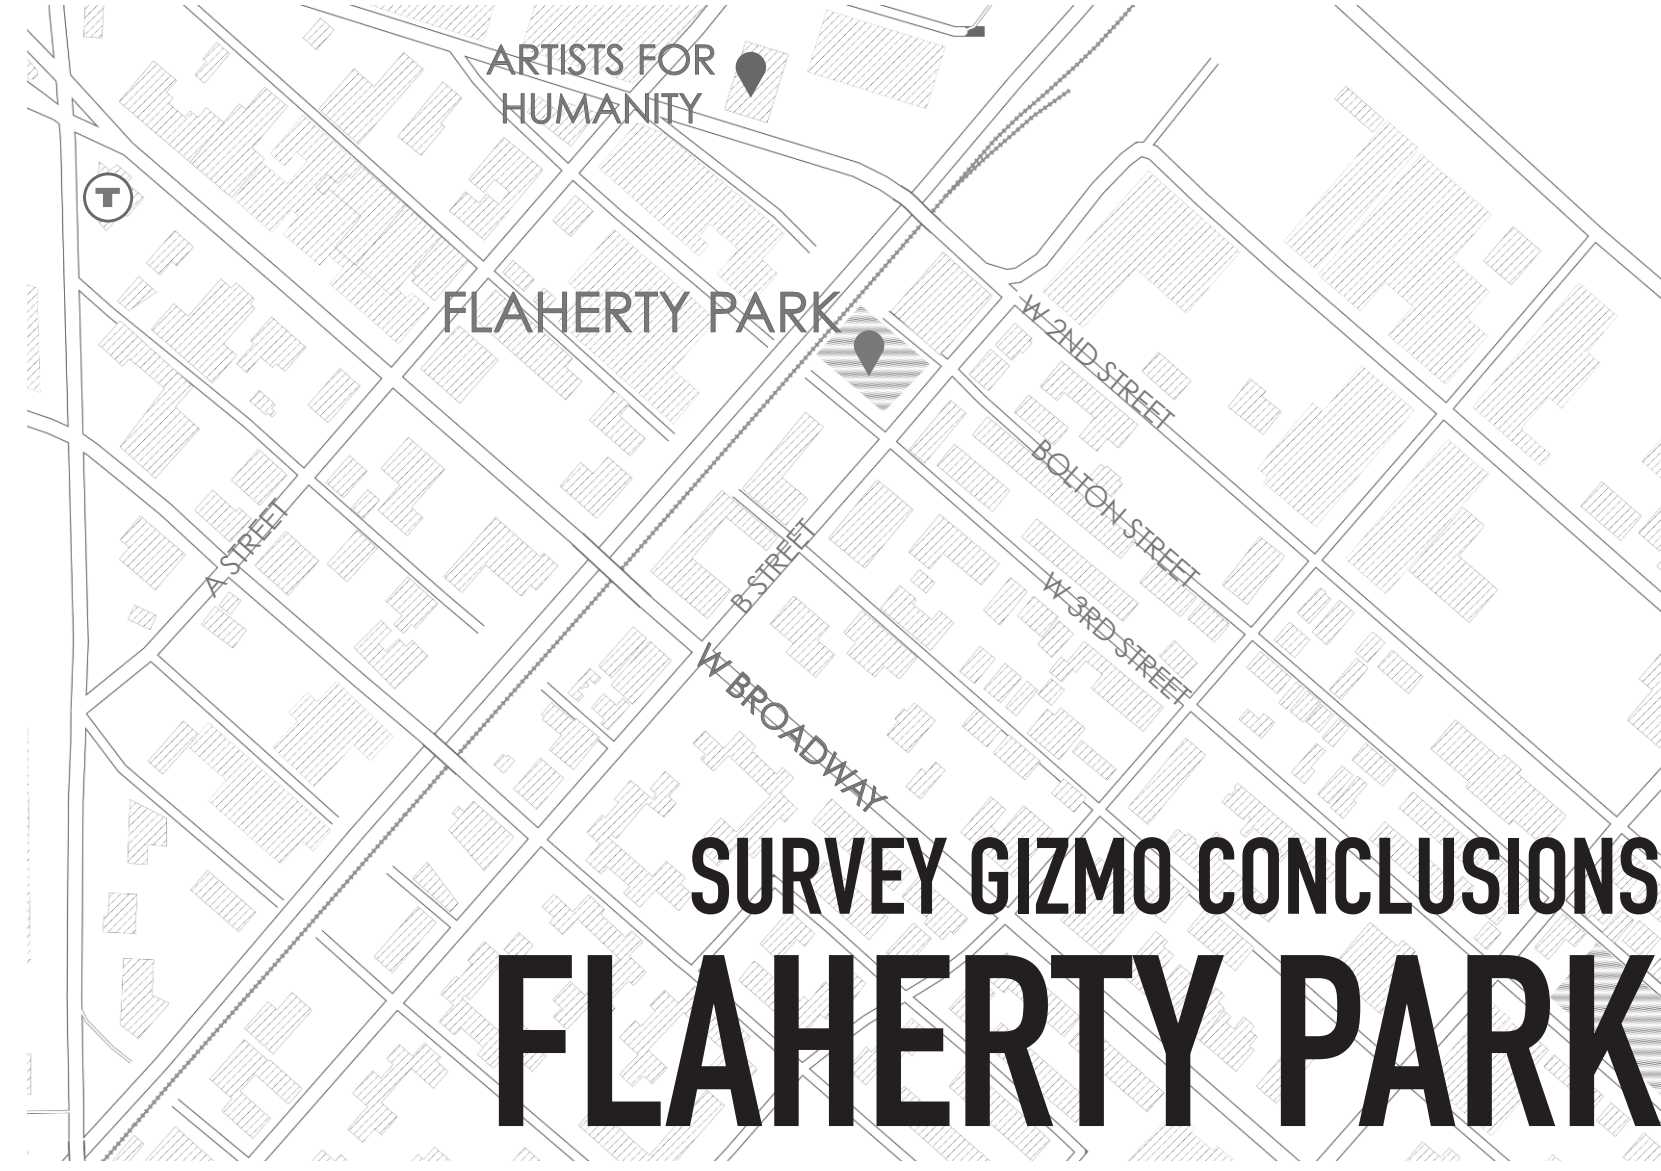 ARTISTS FOR
HUMANITY
T
FLAHERTY PARK
W 2ND STREET
BOLTON STREET
A STREET
B STREET
W 3RD STREET
W BROADWAY
SURVEY GIZMO CONCLUSIONS
FLAHERTY PARK